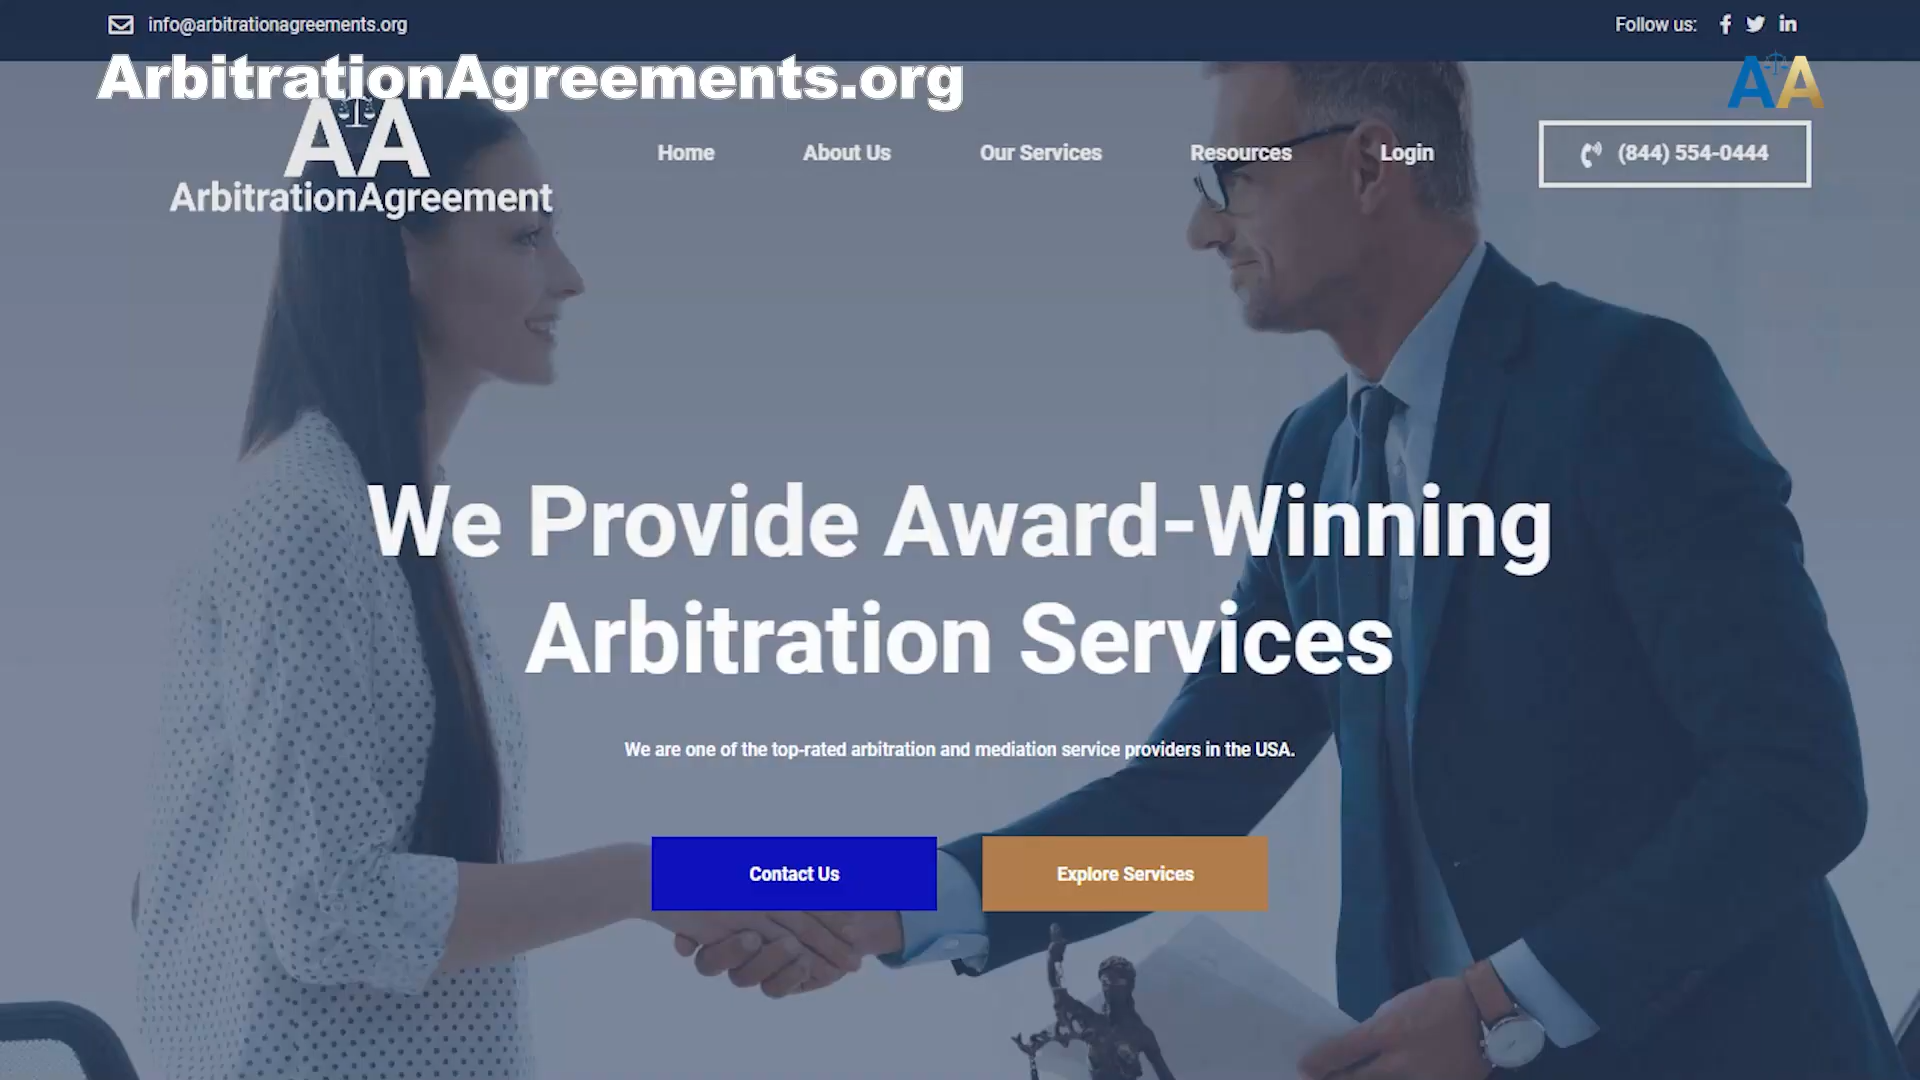 info@arbitrationagreements.org
Follow us:
ArbitrationAgreements.org
AA
AA
ArbitrationAgreement
Home
About Us
Our Services
Resources
Login
(844) 554-0444
We Provide Award-Winning
Arbitration Services
We are one of the top-rated arbitration and mediation service providers in the USA.
Contact Us
Explore Services